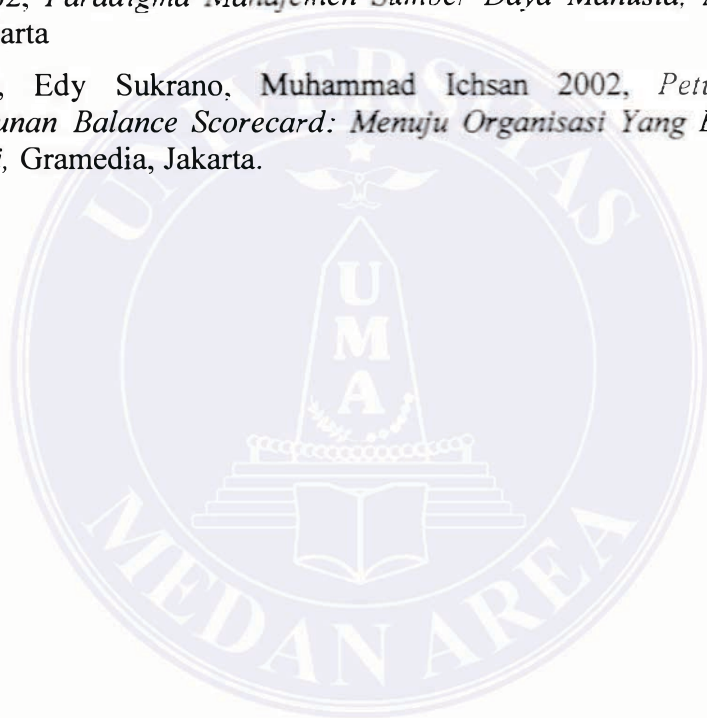 Paradigma Manajemen Sumber Daya Manusia,
arta
, Edy Sukrano, Muhammad Ichsan 2002, Petu
unan Balance Scorecard: Menuju Organisasi Yang
, Gramedia, Jakarta.
UNIVERSITAS
UMA
MEDAN AREA